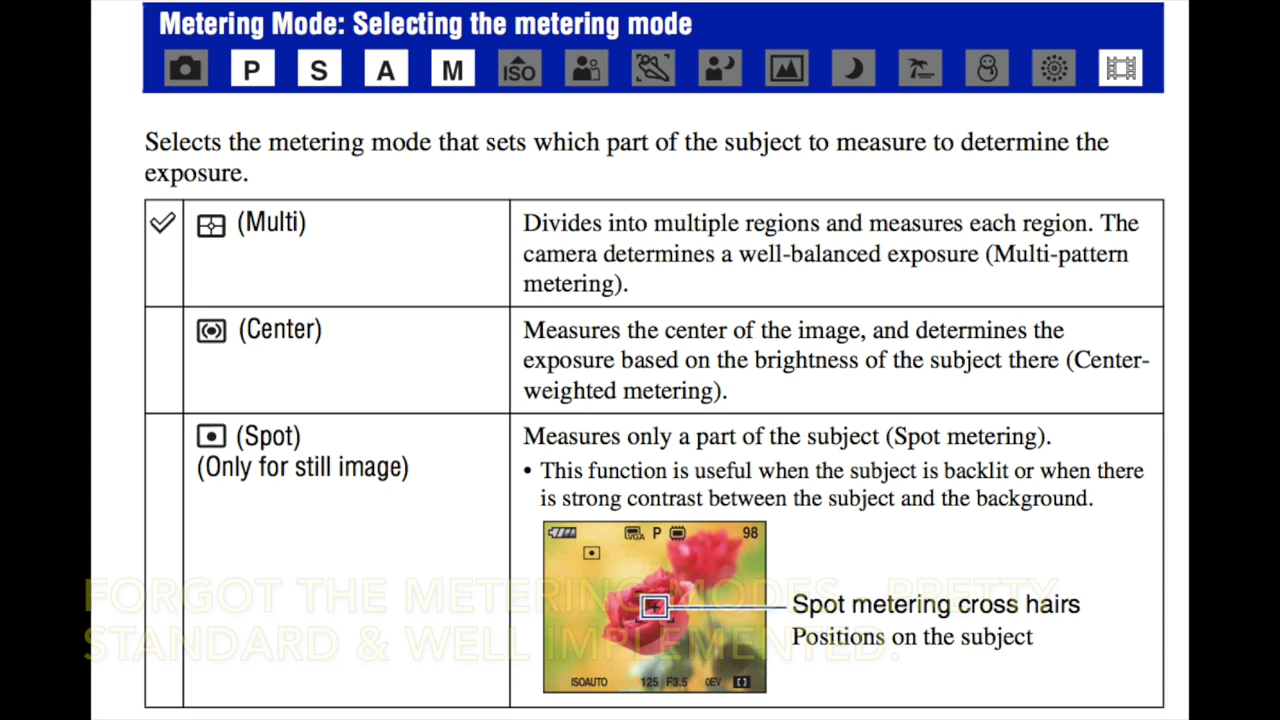 Metering Mode: Selecting the metering mode
P S A M ISO
Selects the metering mode that sets which part of the subject to measure to determine the
exposure.
(Multi)
Divides into multiple regions and measures each region. The
camera determines a well-balanced exposure (Multi-pattern
metering).
(Center)
Measures the center of the image, and determines the
exposure based on the brightness of the subject there (Center-
weighted metering).
(Spot)
(Only for still image)
Measures only a part of the subject (Spot metering).
• This function is useful when the subject is backlit or when there
is strong contrast between the subject and the background.
VGA P 98
Spot metering cross hairs
Positions on the subject
ISOAUTO 125 F3.5 0EV
FORGOT THE METERING MODES - PRETTY
STANDARD & WELL IMPLEMENTED.